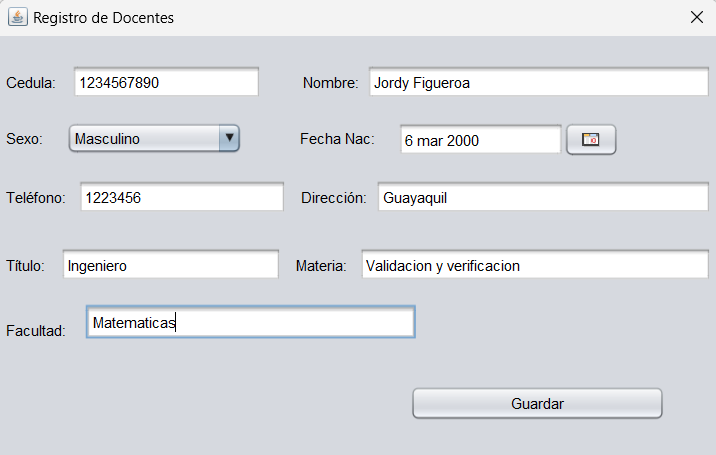 Registro de Docentes
Cedula: 1234567890 Nombre: Jordy Figueroa
Sexo: Masculino Fecha Nac: 6 mar 2000
Teléfono: 1223456 Dirección: Guayaquil
Título: Ingeniero Materia: Validacion y verificacion
Facultad: Matematicas
Guardar